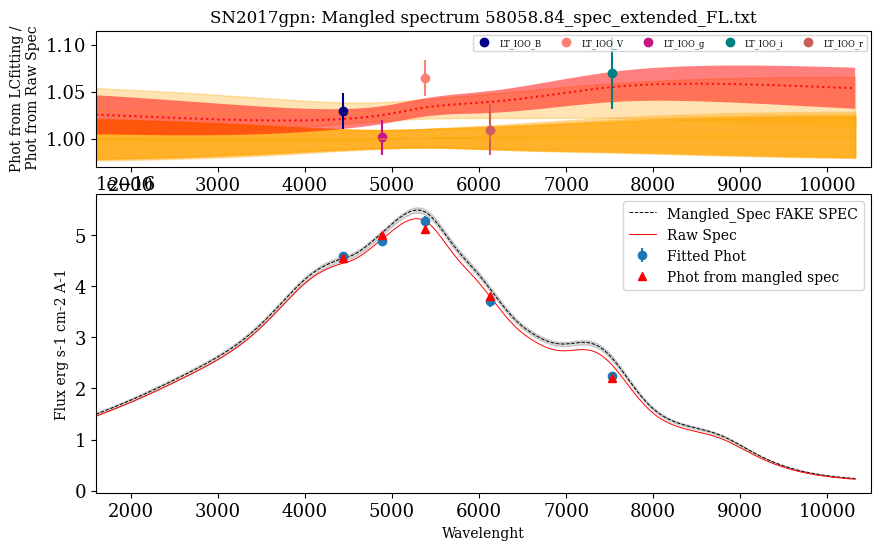 SN2017gpn: Mangled spectrum 58058.84_spec_extended_FL.txt
Phot from LCfitting /
Phot from Raw Spec
1.10
1.05
1.00
LT_IOO_B LT_IOO_V LT_IOO_g LT_IOO_i LT_IOO_r
2000 3000 4000 5000 6000 7000 8000 9000 10000
1e−16
Flux erg s-1 cm-2 A-1
5
4
3
2
1
0
Mangled_Spec FAKE SPEC
Raw Spec
Fitted Phot
Phot from mangled spec
2000 3000 4000 5000 6000 7000 8000 9000 10000
Wavelenght